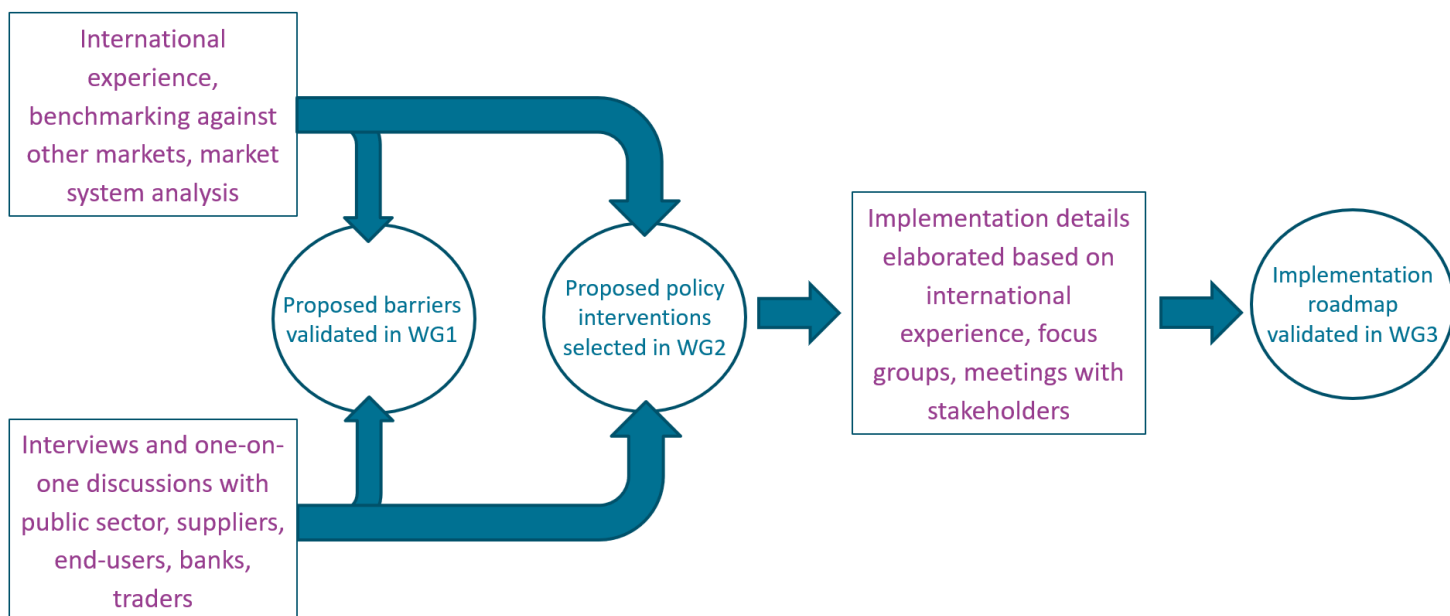 International
experience,
benchmarking against
other markets, market
system analysis
Proposed barriers
validated in WG1
Proposed policy
interventions
selected in WG2
Implementation details
elaborated based on
international
experience, focus
groups, meetings with
stakeholders
Implementation
roadmap
validated in WG3
Interviews and one-on-
one discussions with
public sector, suppliers,
end-users, banks,
traders